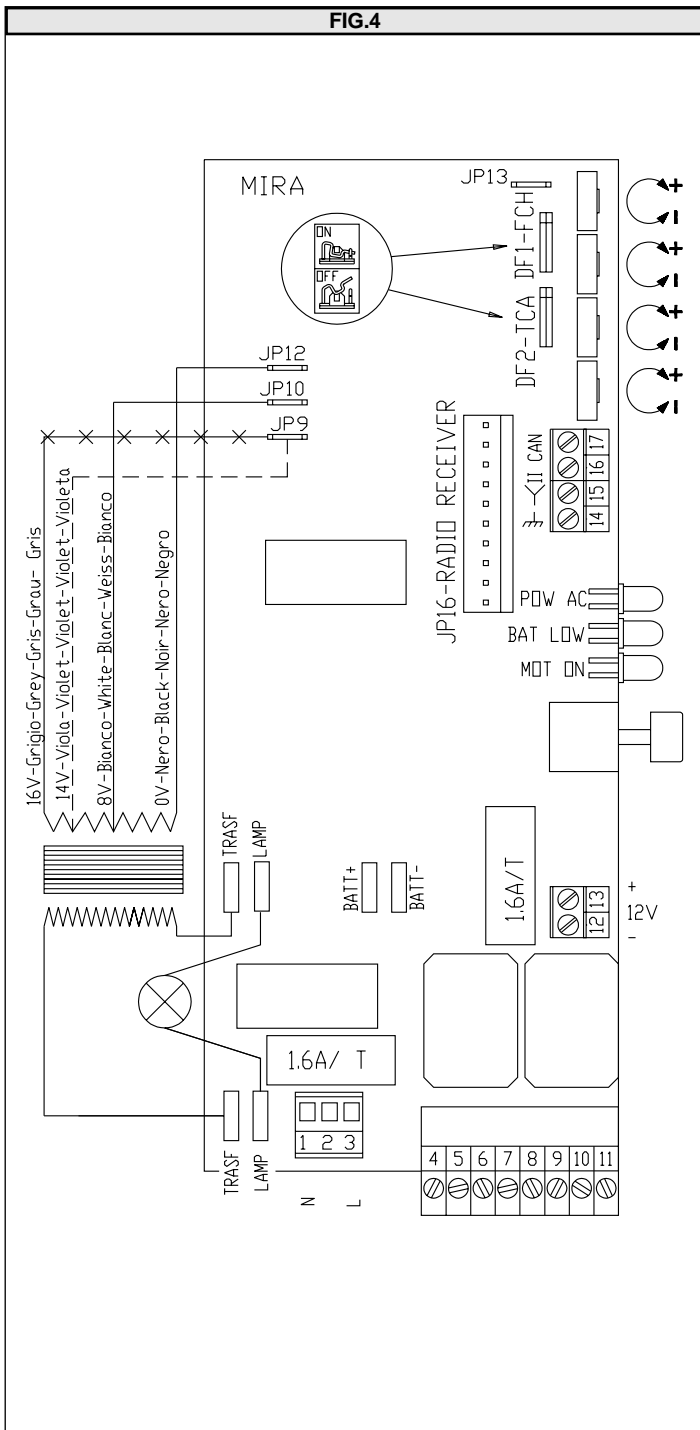 FIG.4
MIRA
JP13
ON
OFF
DF1-FCH
DF2-TCA
+
-
+
-
+
-
+
-
JP12
JP10
JP9
16V-Grigio-Grey-Gris-Grau- Gris
14V-Viola-Violet-Violet-Violet-Violeta
8V-Bianco-White-Blanc-Weiss-Bianco
0V-Nero-Black-Noir-Nero-Negro
JP16-RADIO RECEIVER
II CAN
14 15 16 17
POW AC
BAT LOW
MOT ON
TRASF
LAMP
BATT+
BATT-
1.6A/T
12 13
+
12V
-
1.6A/ T
TRASF
LAMP
1 2 3
N
L
4 5 6 7 8 9 10 11